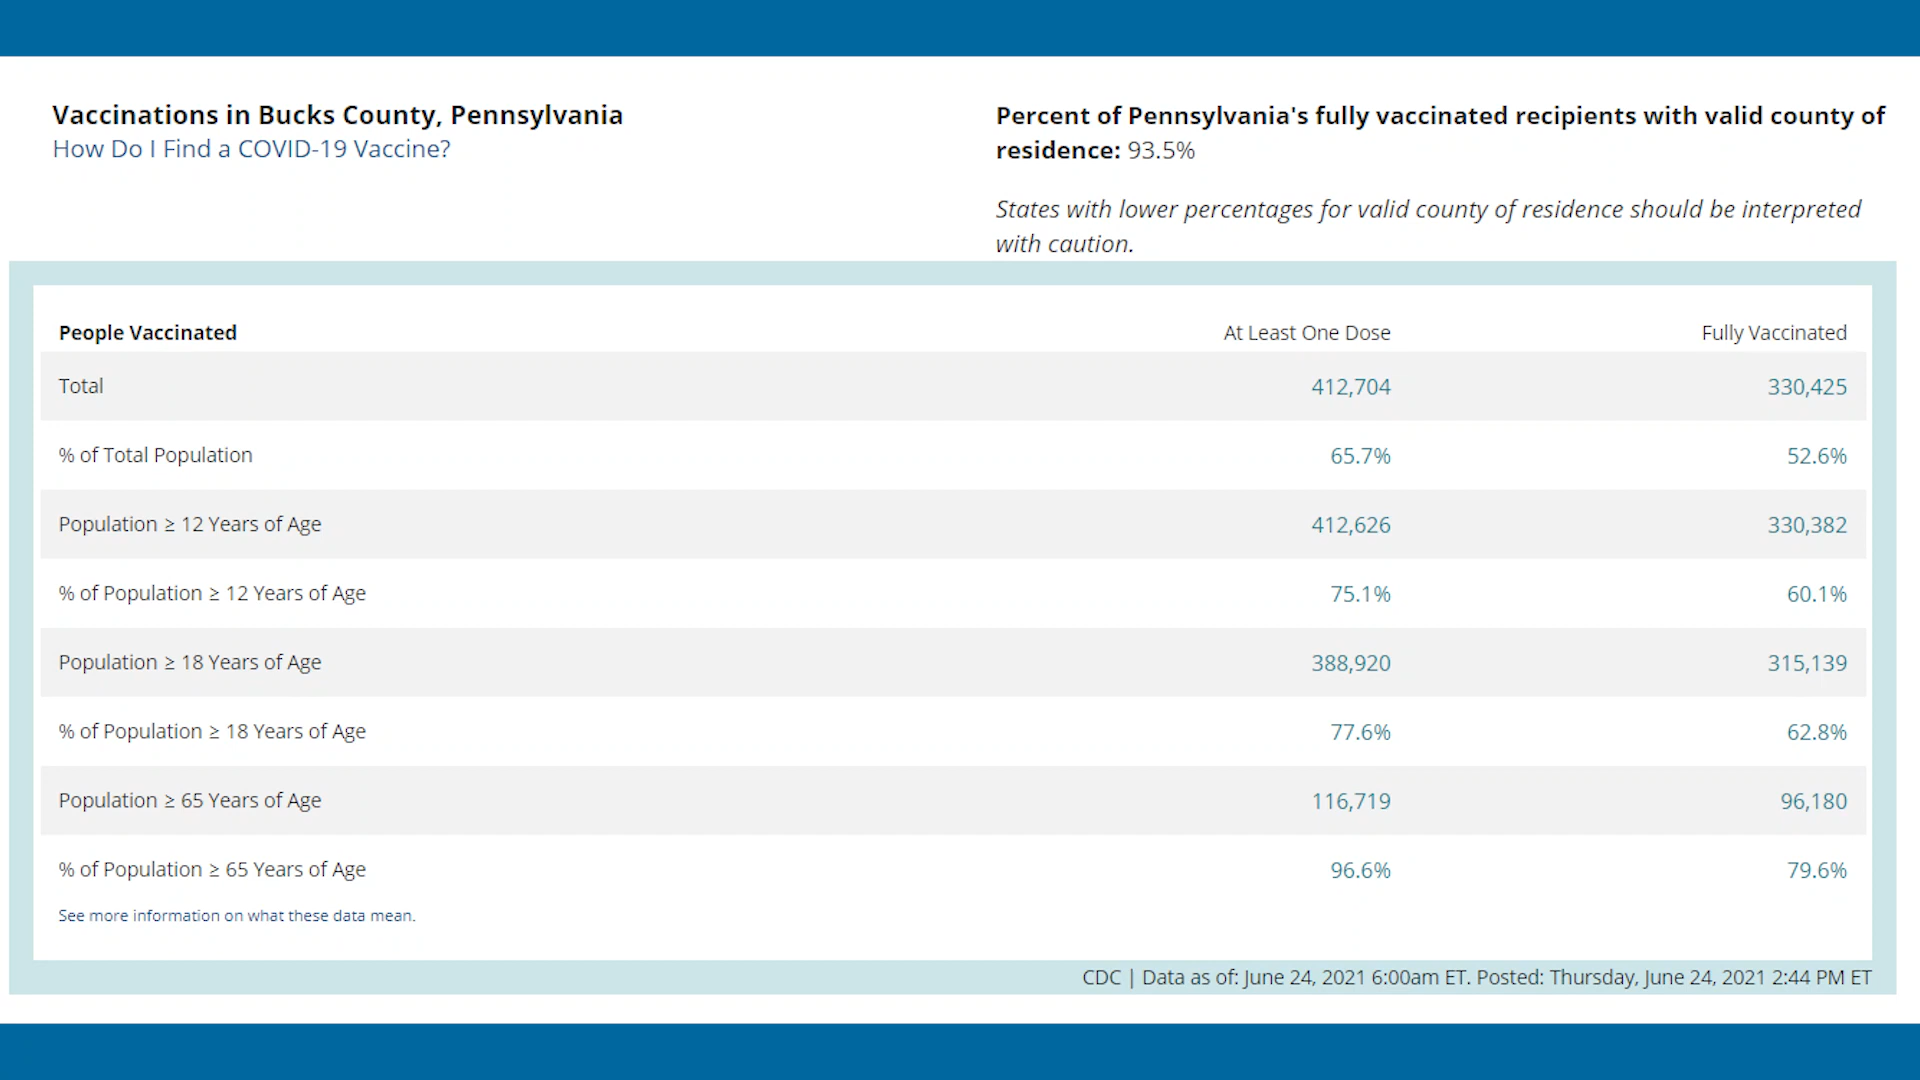 Vaccinations in Bucks County, Pennsylvania
How Do I Find a COVID-19 Vaccine?
Percent of Pennsylvania's fully vaccinated recipients with valid county of
residence: 93.5%
States with lower percentages for valid county of residence should be interpreted
with caution.
People Vaccinated At Least One Dose Fully Vaccinated
Total 412,704 330,425
% of Total Population 65.7% 52.6%
Population ≥ 12 Years of Age 412,626 330,382
% of Population ≥ 12 Years of Age 75.1% 60.1%
Population ≥ 18 Years of Age 388,920 315,139
% of Population ≥ 18 Years of Age 77.6% 62.8%
Population ≥ 65 Years of Age 116,719 96,180
% of Population ≥ 65 Years of Age 96.6% 79.6%
See more information on what these data mean.
CDC | Data as of: June 24, 2021 6:00am ET. Posted: Thursday, June 24, 2021 2:44 PM ET